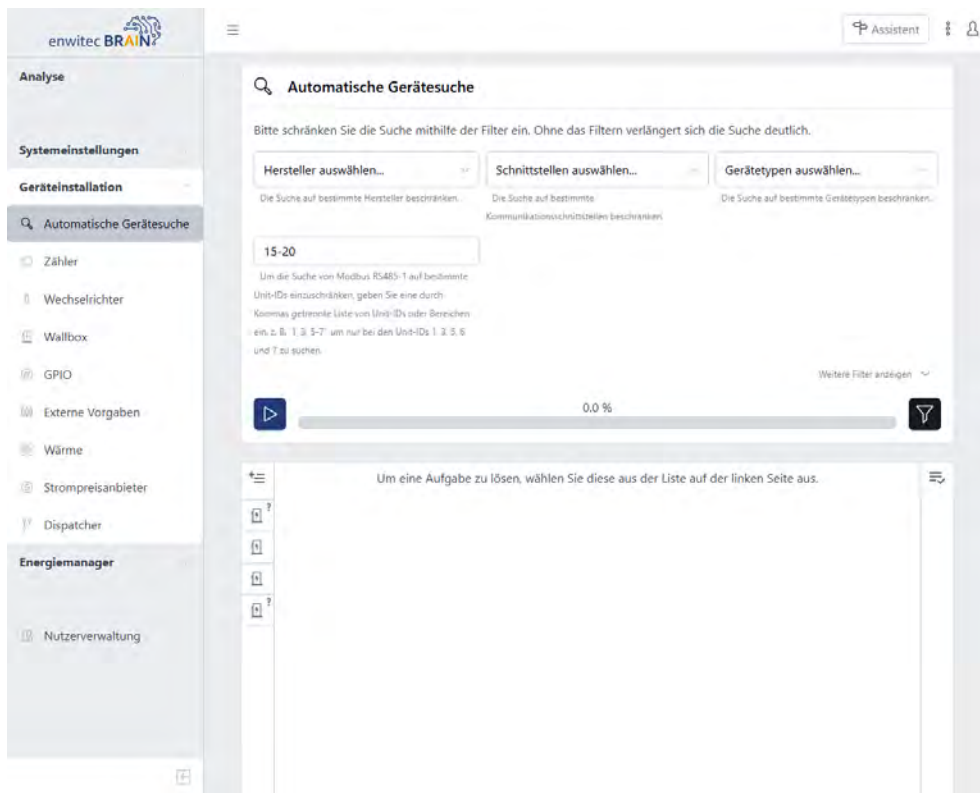 enwitec BRAIN
Assistent
Analyse
Systemeinstellungen
Geräteinstallation
Automatische Gerätesuche
Zähler
Wechselrichter
Wallbox
GPIO
Externe Vorgaben
Wärme
Strompreisanbieter
Dispatcher
Energiemanager
Nutzerverwaltung
Automatische Gerätesuche
Bitte schränken Sie die Suche mithilfe der Filter ein. Ohne das Filtern verlängert sich die Suche deutlich.
Hersteller auswählen...
Die Suche auf bestimmte Hersteller beschränken.
Schnittstellen auswählen...
Die Suche auf bestimmte
Kommunikationsschnittstellen beschränken.
Gerätetypen auswählen...
Die Suche auf bestimmte Gerätetypen beschränken.
15-20
Um die Suche von Modbus RS485-1 auf bestimmte
Unit-IDs einzuschränken, geben Sie eine durch
Kommas getrennte Liste von Unit-IDs oder Bereichen
ein, z. B. '1, 3, 5-7' um nur bei den Unit-IDs 1, 3, 5, 6
und 7 zu suchen.
Weitere Filter anzeigen
0.0 %
Um eine Aufgabe zu lösen, wählen Sie diese aus der Liste auf der linken Seite aus.
?
?